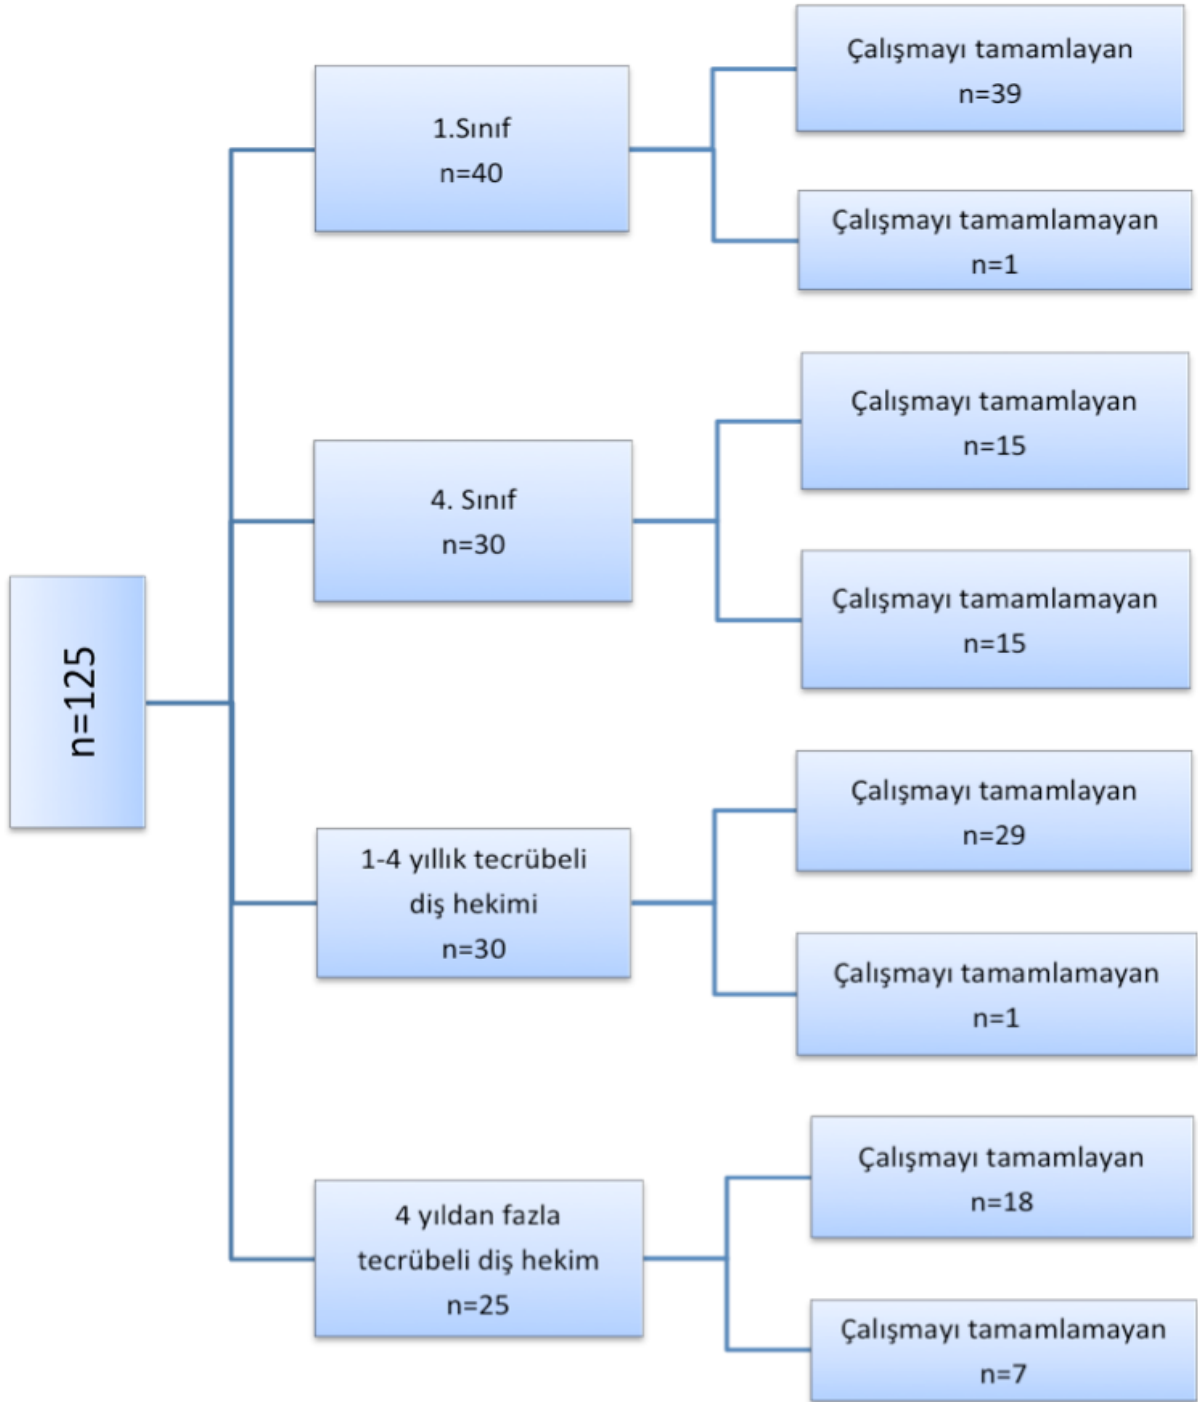 n=125
1.Sınıf
n=40
Çalışmayı tamamlayan
n=39
Çalışmayı tamamlamayan
n=1
4. Sınıf
n=30
Çalışmayı tamamlayan
n=15
Çalışmayı tamamlamayan
n=15
1-4 yıllık tecrübeli
diş hekimi
n=30
Çalışmayı tamamlayan
n=29
Çalışmayı tamamlamayan
n=1
4 yıldan fazla
tecrübeli diş hekim
n=25
Çalışmayı tamamlayan
n=18
Çalışmayı tamamlamayan
n=7